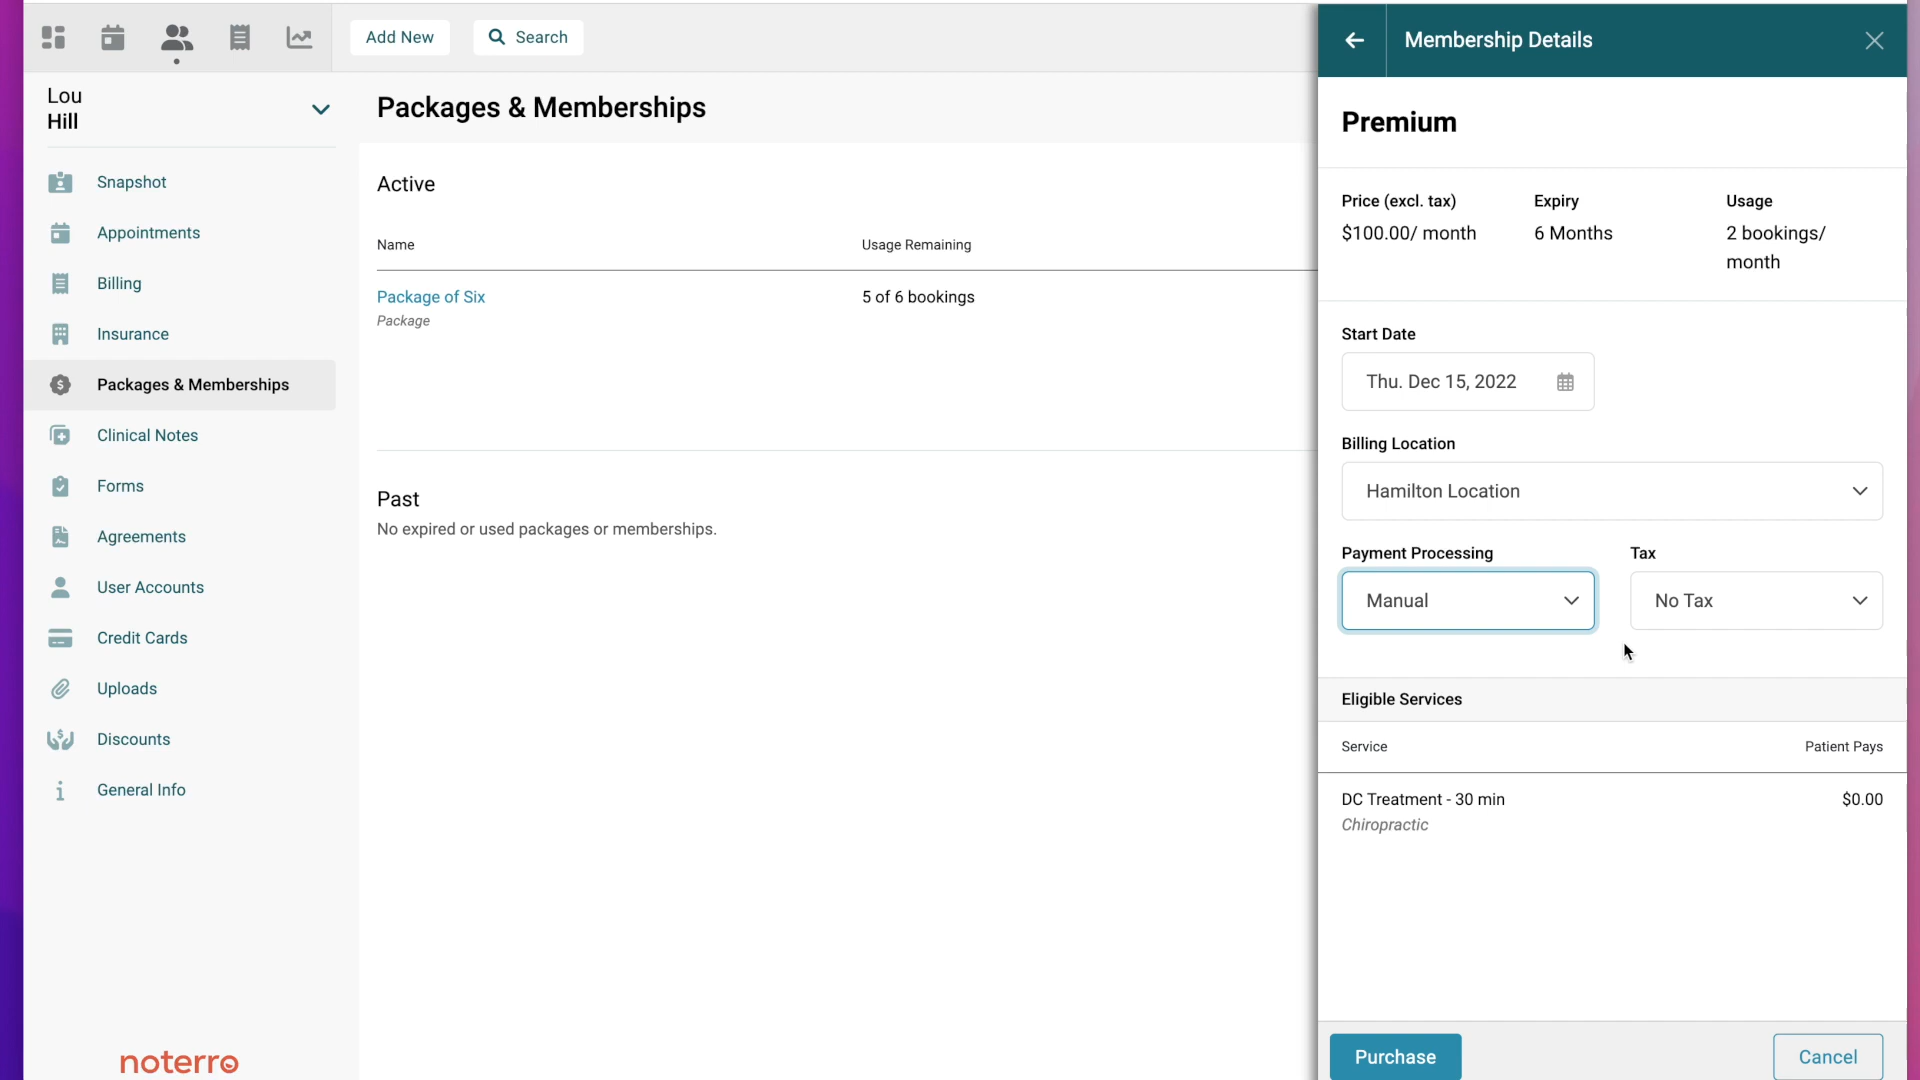 Add New
Search
Lou
Hill
Snapshot
Appointments
Billing
Insurance
Packages & Memberships
Clinical Notes
Forms
Agreements
User Accounts
Credit Cards
Uploads
Discounts
General Info
noterro
Packages & Memberships
Active
Name Usage Remaining
Package of Six 5 of 6 bookings
Package
Past
No expired or used packages or memberships.
Membership Details
Premium
Price (excl. tax) Expiry Usage
$100.00/ month 6 Months 2 bookings/
month
Start Date
Thu. Dec 15, 2022
Billing Location
Hamilton Location
Payment Processing Tax
Manual No Tax
Eligible Services
Service Patient Pays
DC Treatment - 30 min $0.00
Chiropractic
Purchase Cancel